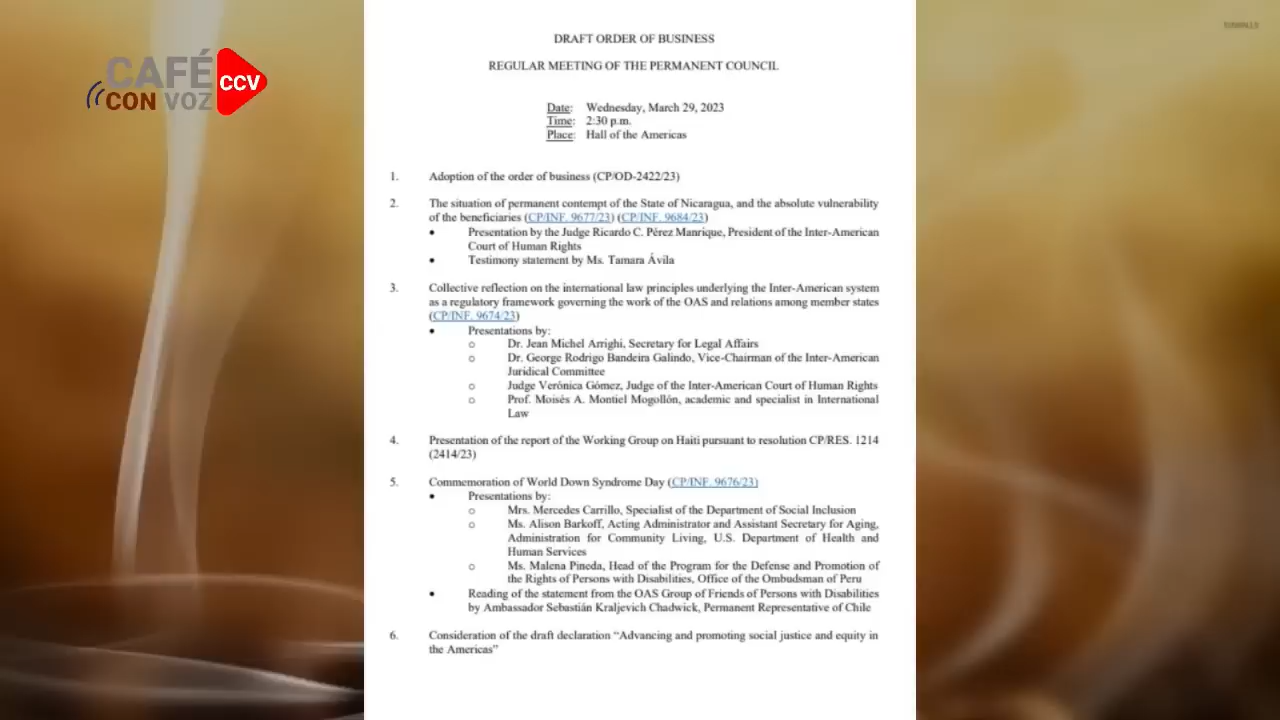 CAFÉ
CON VOZ
CCV
DRAFT ORDER OF BUSINESS
REGULAR MEETING OF THE PERMANENT COUNCIL
Date: Wednesday, March 29, 2023
Time: 2:30 p.m.
Place: Hall of the Americas
1. Adoption of the order of business (CP/OD-2422/23)
2. The situation of permanent contempt of the State of Nicaragua, and the absolute vulnerability
of the beneficiaries (CP/INF. 9677/23) (CP/INF. 9684/23)
• Presentation by the Judge Ricardo C. Pérez Manrique, President of the Inter-American
Court of Human Rights
• Testimony statement by Ms. Tamara Ávila
3. Collective reflection on the international law principles underlying the Inter-American system
as a regulatory framework governing the work of the OAS and relations among member states
(CP/INF. 9674/23)
• Presentations by:
o Dr. Jean Michel Arrighi, Secretary for Legal Affairs
o Dr. George Rodrigo Bandeira Galindo, Vice-Chairman of the Inter-American
Juridical Committee
o Judge Verónica Gómez, Judge of the Inter-American Court of Human Rights
o Prof. Moisés A. Montiel Mogollón, academic and specialist in International
Law
4. Presentation of the report of the Working Group on Haiti pursuant to resolution CP/RES. 1214
(2414/23)
5. Commemoration of World Down Syndrome Day (CP/INF. 9676/23)
• Presentations by:
o Mrs. Mercedes Carrillo, Specialist of the Department of Social Inclusion
o Ms. Alison Barkoff, Acting Administrator and Assistant Secretary for Aging,
Administration for Community Living, U.S. Department of Health and
Human Services
o Ms. Malena Pineda, Head of the Program for the Defense and Promotion of
the Rights of Persons with Disabilities, Office of the Ombudsman of Peru
• Reading of the statement from the OAS Group of Friends of Persons with Disabilities
by Ambassador Sebastián Kraljevich Chadwick, Permanent Representative of Chile
6. Consideration of the draft declaration “Advancing and promoting social justice and equity in
the Americas”